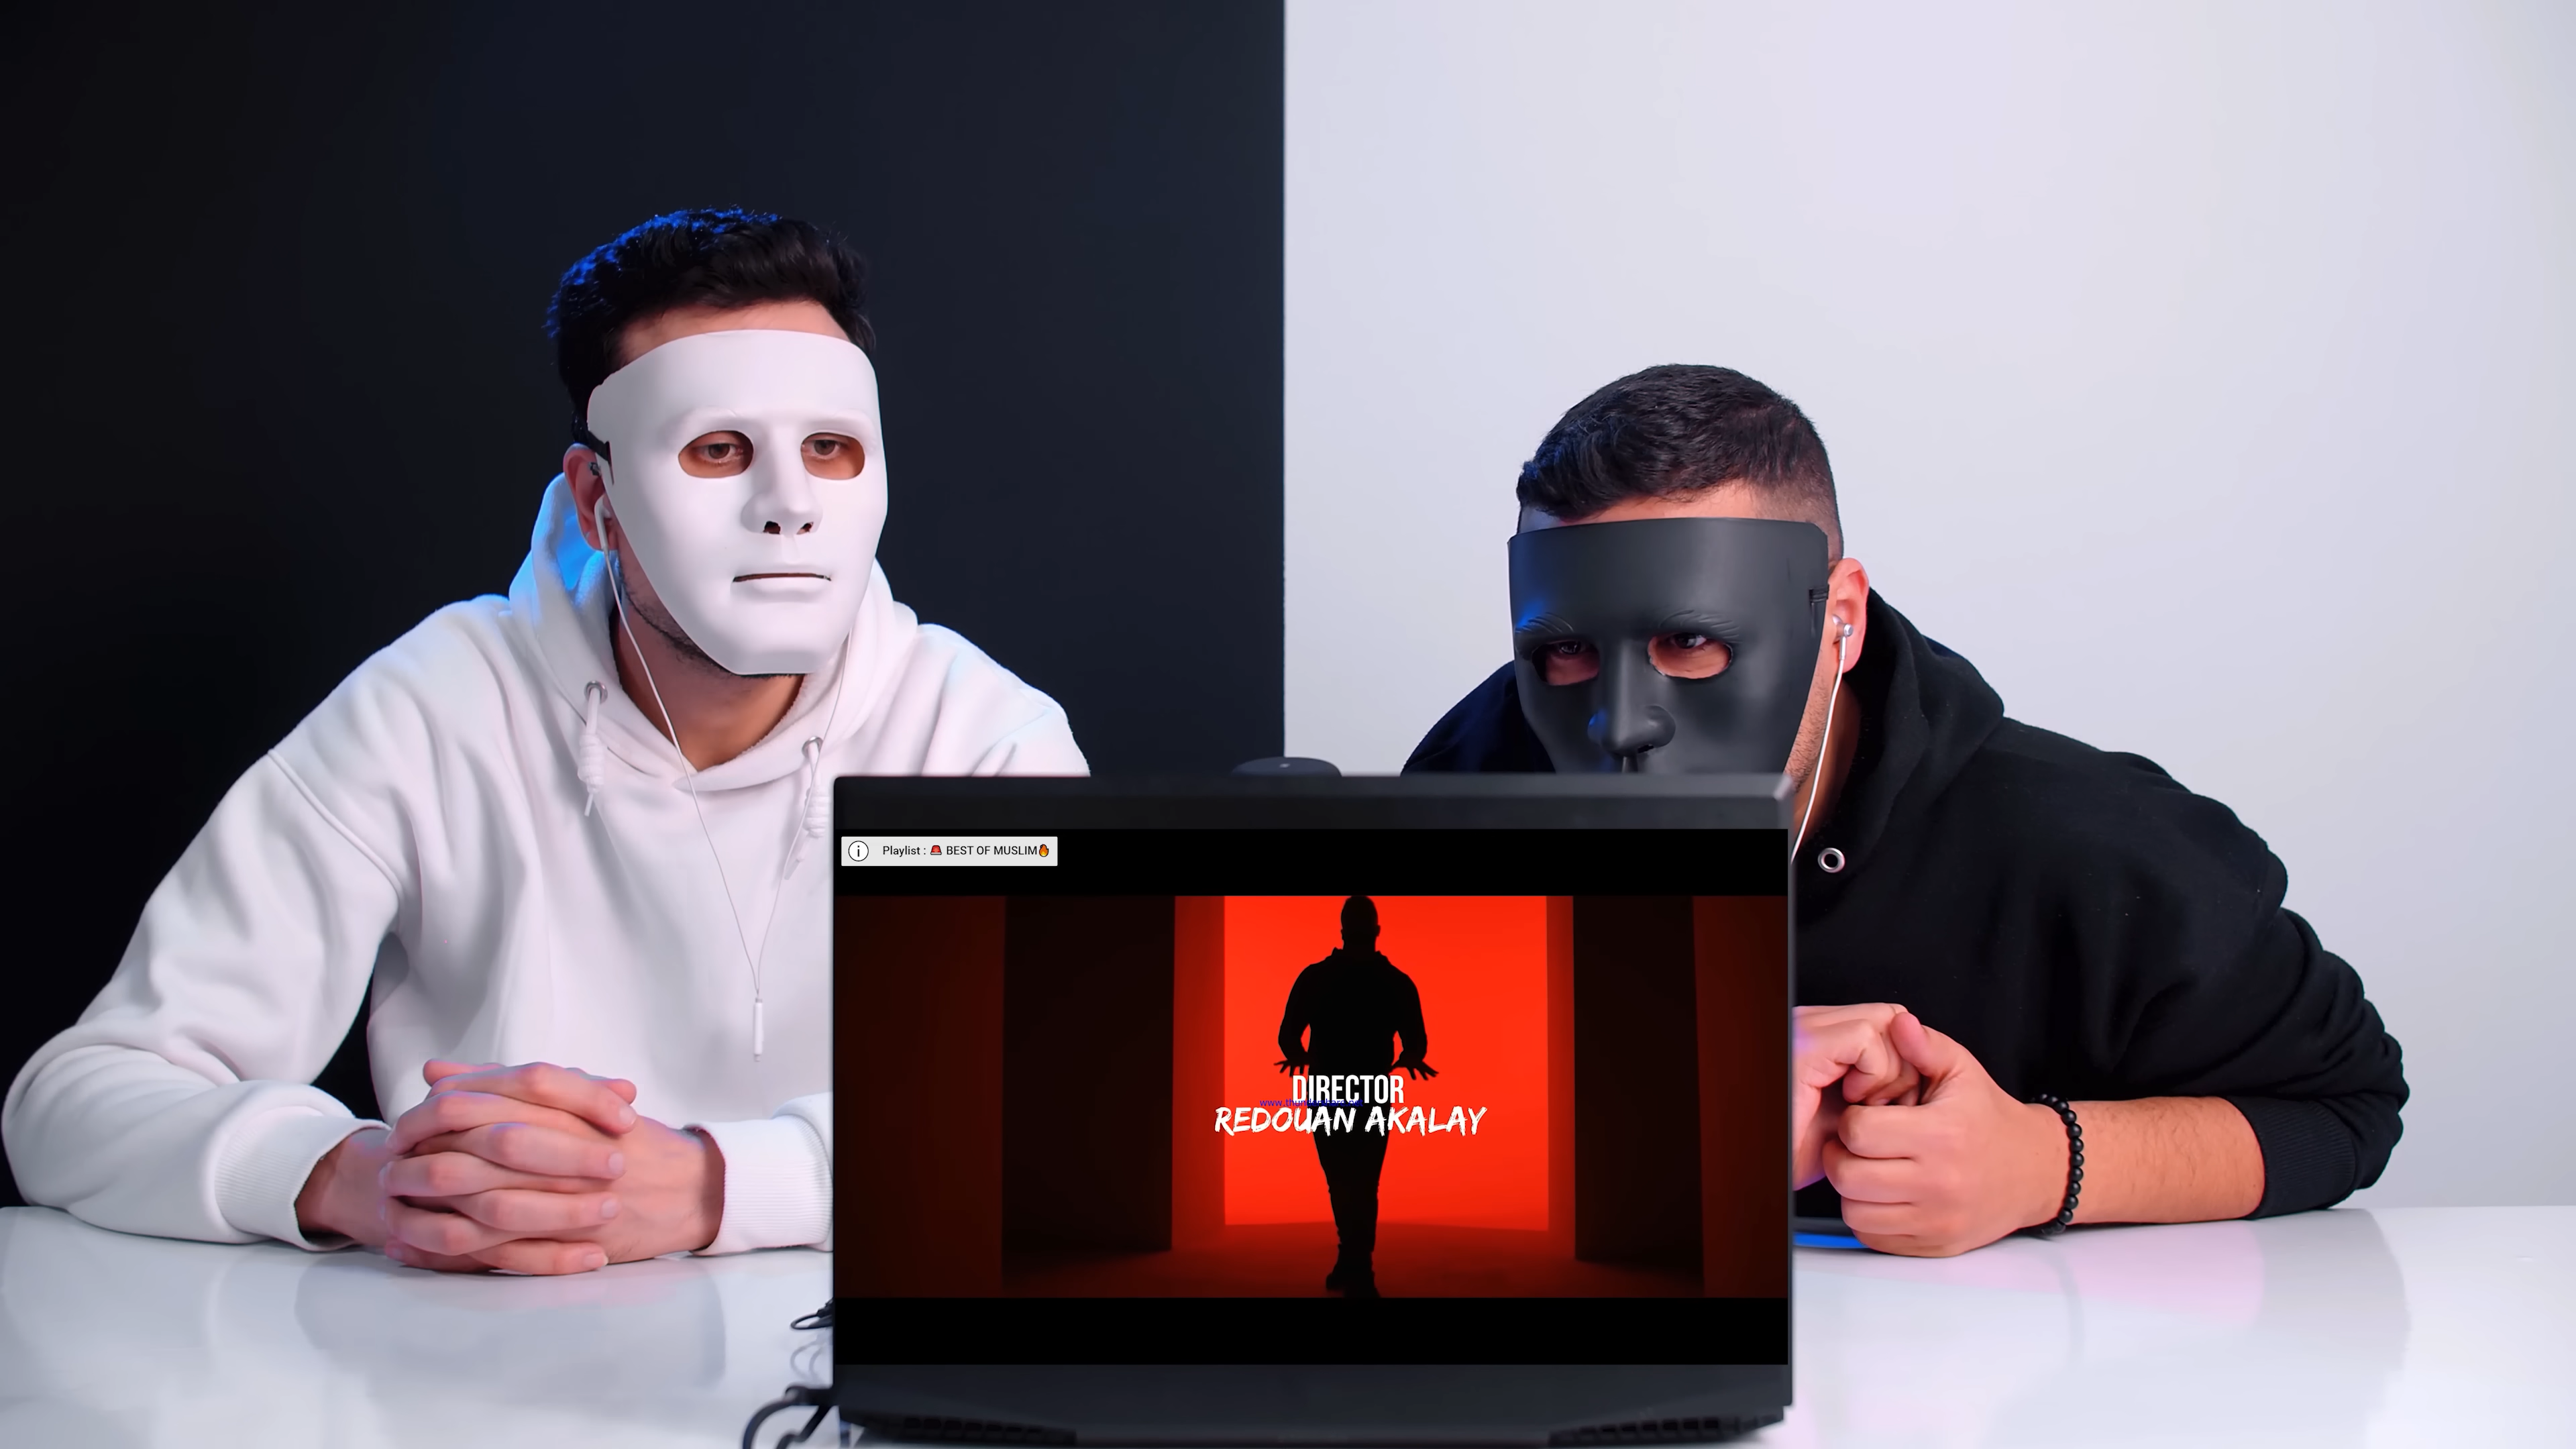 Playlist : 🚨 BEST OF MUSLIM🔥
DIRECTOR
REDOUAN AKALAY